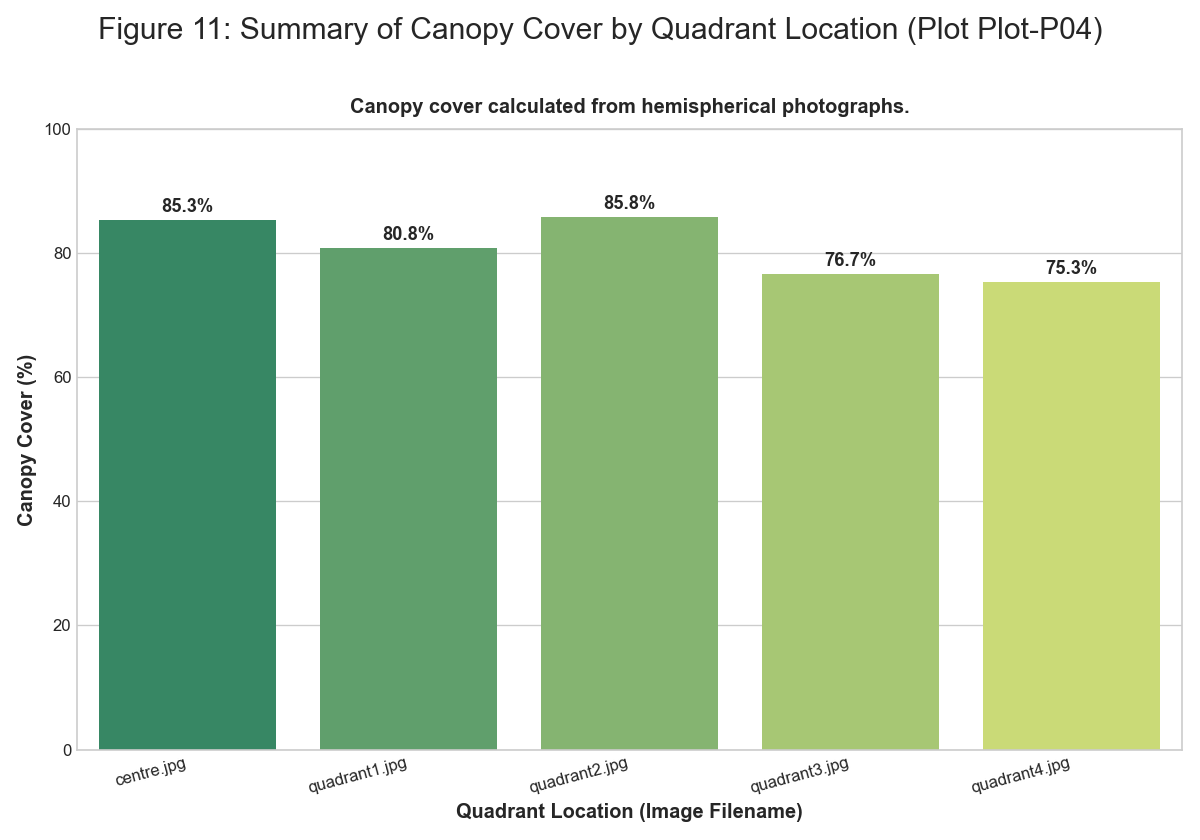 Figure 11: Summary of Canopy Cover by Quadrant Location (Plot Plot-P04)
Canopy cover calculated from hemispherical photographs.
Canopy Cover (%)
100
80
60
40
20
0
85.3%
80.8%
85.8%
76.7%
75.3%
centre.jpg
quadrant1.jpg
quadrant2.jpg
quadrant3.jpg
quadrant4.jpg
Quadrant Location (Image Filename)